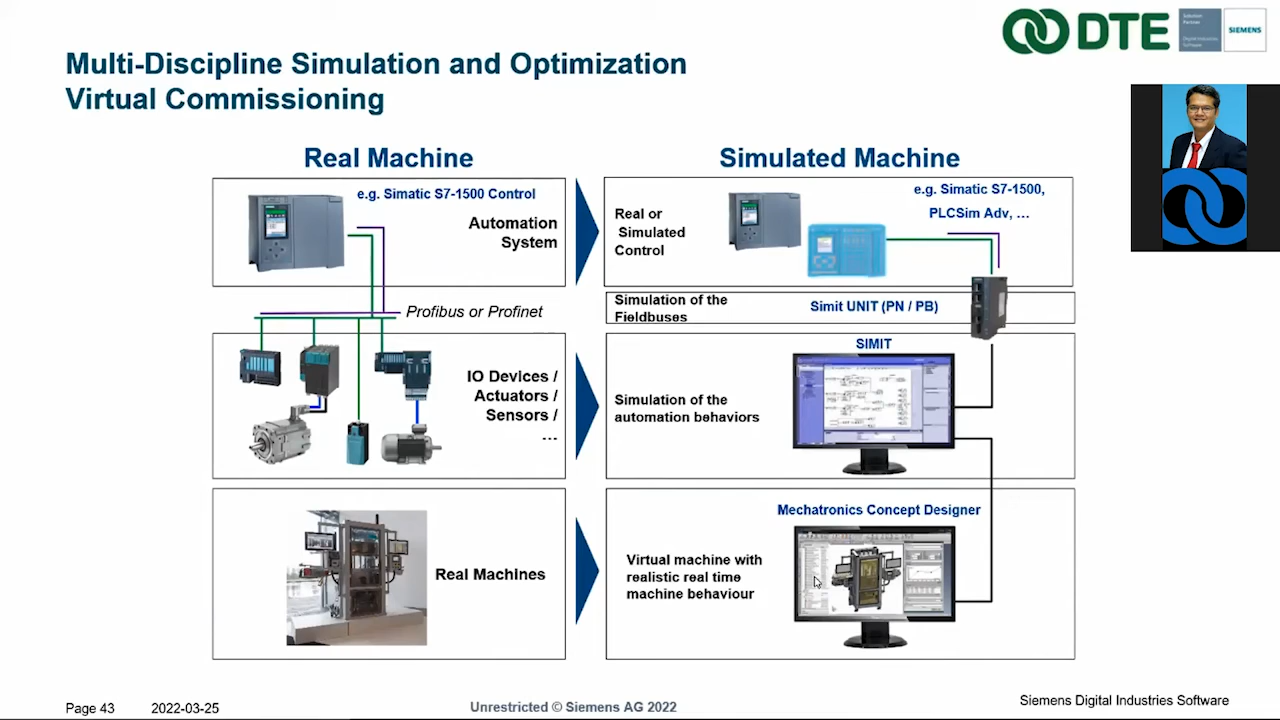 DTE
Solution
Partner
Digital Industries
Software
SIEMENS
Multi-Discipline Simulation and Optimization
Virtual Commissioning
Real Machine
Simulated Machine
e.g. Simatic S7-1500 Control
Automation
System
Real or
Simulated
Control
e.g. Simatic S7-1500,
PLCSim Adv, …
Profibus or Profinet
Simulation of the
Fieldbuses
Simit UNIT (PN / PB)
IO Devices /
Actuators /
Sensors /
…
Simulation of the
automation behaviors
SIMIT
Real Machines
Virtual machine with
realistic real time
machine behaviour
Mechatronics Concept Designer
Page 43
2022-03-25
Unrestricted © Siemens AG 2022
Siemens Digital Industries Software